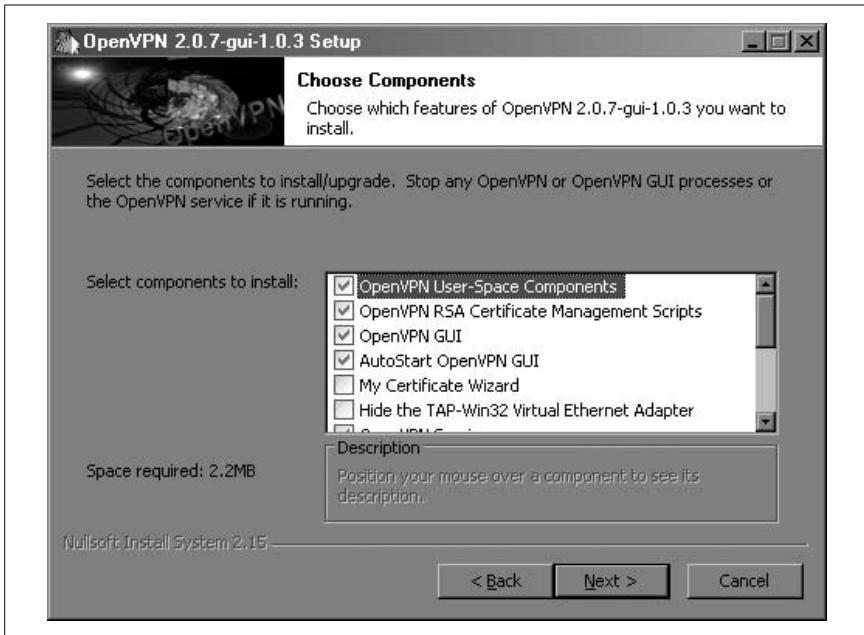 OpenVPN 2.0.7-gui-1.0.3 Setup
OpenVPN
Choose Components
Choose which features of OpenVPN 2.0.7-gui-1.0.3 you want to
install.
Select the components to install/upgrade.  Stop any OpenVPN or OpenVPN GUI processes or
the OpenVPN service if it is running.
Select components to install:
OpenVPN User-Space Components
OpenVPN RSA Certificate Management Scripts
OpenVPN GUI
AutoStart OpenVPN GUI
My Certificate Wizard
Hide the TAP-Win32 Virtual Ethernet Adapter
Space required: 2.2MB
Description
Position your mouse over a component to see its
description.
Nullsoft Install System 2.15
< Back
Next >
Cancel